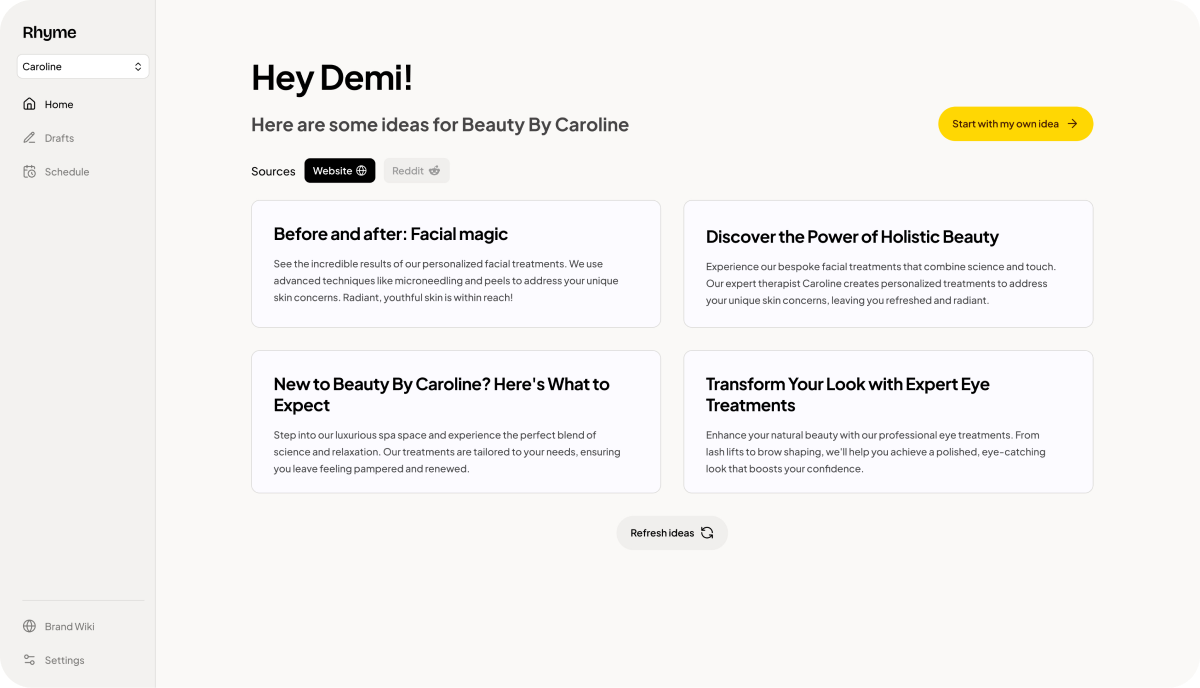 Rhyme
Caroline
Home
Drafts
Schedule
Brand Wiki
Settings
Hey Demi!
Here are some ideas for Beauty By Caroline
Start with my own idea
Sources
Website
Reddit
Before and after: Facial magic
See the incredible results of our personalized facial treatments. We use
advanced techniques like microneedling and peels to address your unique
skin concerns. Radiant, youthful skin is within reach!
Discover the Power of Holistic Beauty
Experience our bespoke facial treatments that combine science and touch.
Our expert therapist Caroline creates personalized treatments to address
your unique skin concerns, leaving you refreshed and radiant.
New to Beauty By Caroline? Here's What to
Expect
Step into our luxurious spa space and experience the perfect blend of
science and relaxation. Our treatments are tailored to your needs, ensuring
you leave feeling pampered and renewed.
Transform Your Look with Expert Eye
Treatments
Enhance your natural beauty with our professional eye treatments. From
lash lifts to brow shaping, we'll help you achieve a polished, eye-catching
look that boosts your confidence.
Refresh ideas